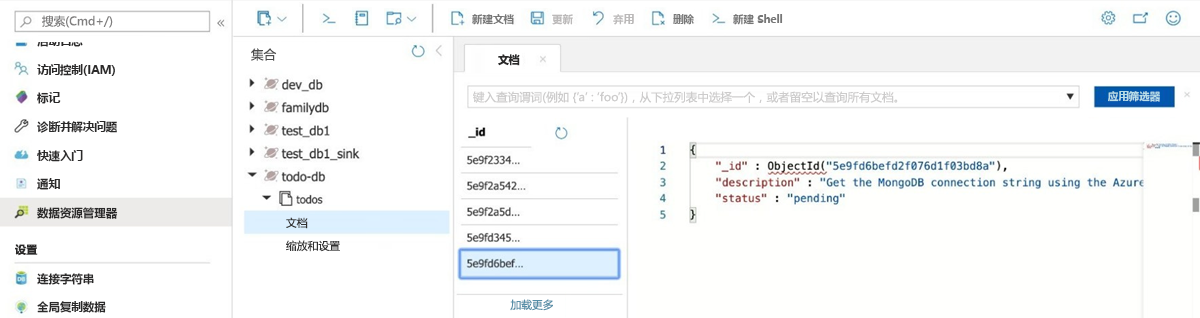 搜索(Cmd+/)
«
新建文档
更新
弃用
删除
新建 Shell
活动日志
访问控制(IAM)
标记
诊断并解决问题
快速入门
通知
数据资源管理器
设置
连接字符串
全局复制数据
集合
dev_db
familydb
test_db1
test_db1_sink
todo-db
todos
文档
缩放和设置
文档
键入查询谓词(例如 {'a' : 'foo'})，从下拉列表中选择一个，或者留空以查询所有文档。
应用筛选器
_id
5e9f2334...
5e9f2a542...
5e9f2a5d...
5e9fd345...
5e9fd6bef...
加载更多
1 {
2 "_id" : ObjectId("5e9fd6befd2f076d1f03bd8a"),
3 "description" : "Get the MongoDB connection string using the Azure
4 "status" : "pending"
5 }